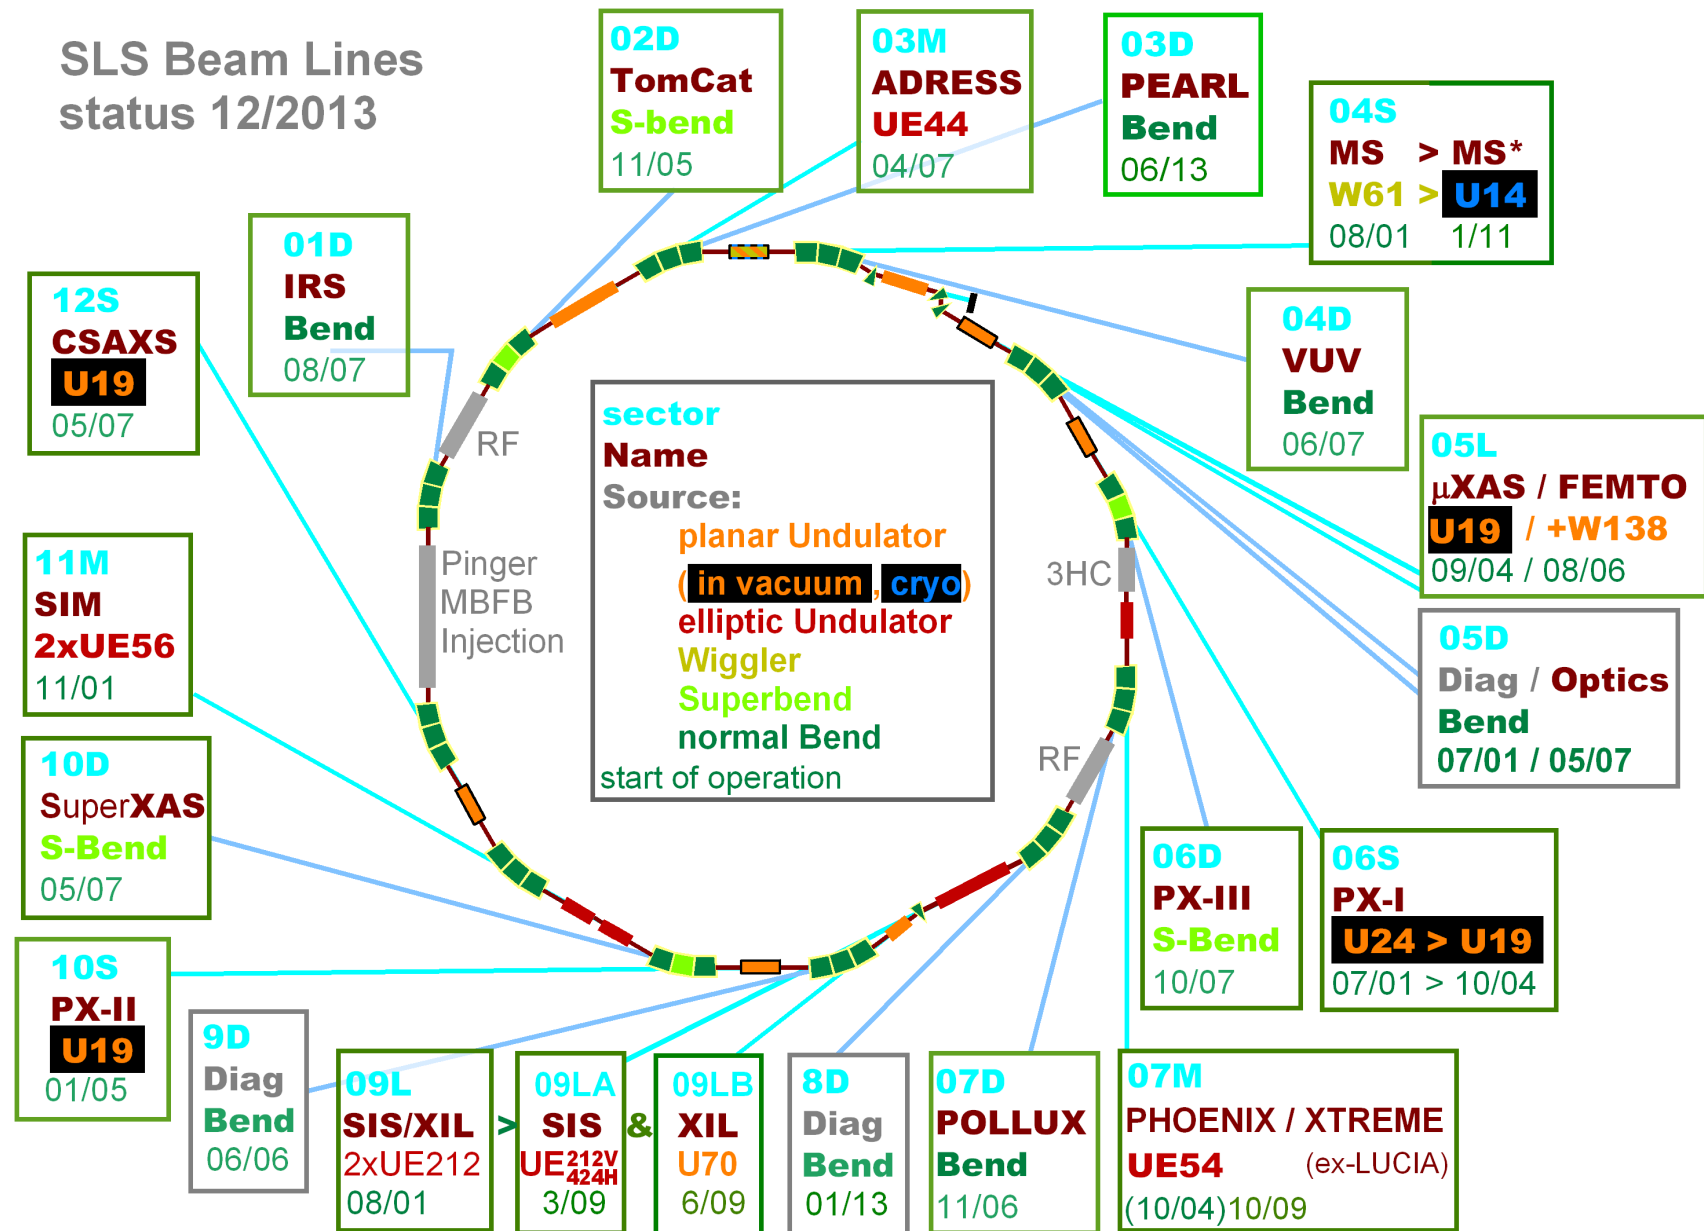 SLS Beam Lines
status 12/2013
02D
TomCat
S-bend
11/05
03M
ADRESS
UE44
04/07
03D
PEARL
Bend
06/13
04S
MS > MS*
W61 > U14
08/01 1/11
01D
IRS
Bend
08/07
12S
CSAXS
U19
05/07
04D
VUV
Bend
06/07
RF
sector
Name
Source:
planar Undulator
( in vacuum , cryo)
elliptic Undulator
Wiggler
Superbend
normal Bend
start of operation
05L
µXAS / FEMTO
U19 / +W138
09/04 / 08/06
11M
SIM
2xUE56
11/01
Pinger
MBFB
Injection
3HC
05D
Diag / Optics
Bend
07/01 / 05/07
10D
SuperXAS
S-Bend
05/07
RF
06D
PX-III
S-Bend
10/07
06S
PX-I
U24 > U19
07/01 > 10/04
10S
PX-II
U19
01/05
9D
Diag
Bend
06/06
09L
SIS/XIL
2xUE212
08/01
>
09LA
SIS
UE 212V 424H
3/09
&
09LB
XIL
U70
6/09
8D
Diag
Bend
01/13
07D
POLLUX
Bend
11/06
07M
PHOENIX / XTREME
UE54 (ex-LUCIA)
(10/04)10/09